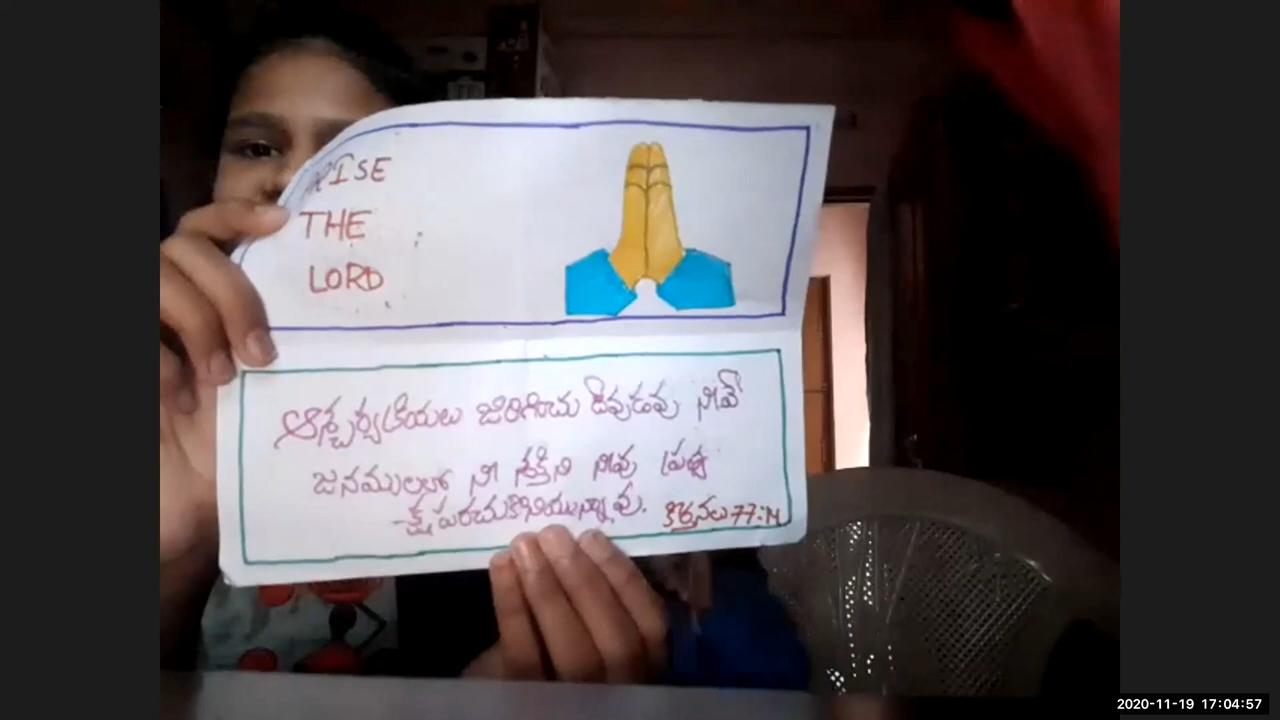 RISE
THE
LORD
ఆశ్చర్యక్రియలు జరిగించు దేవుడవు నీవే
జనములలో నీ శక్తిని నీవు ప్రత్య
-క్షపరచుకొనియున్నావు. కీర్తనలు 77:14
2020-11-19 17:04:57